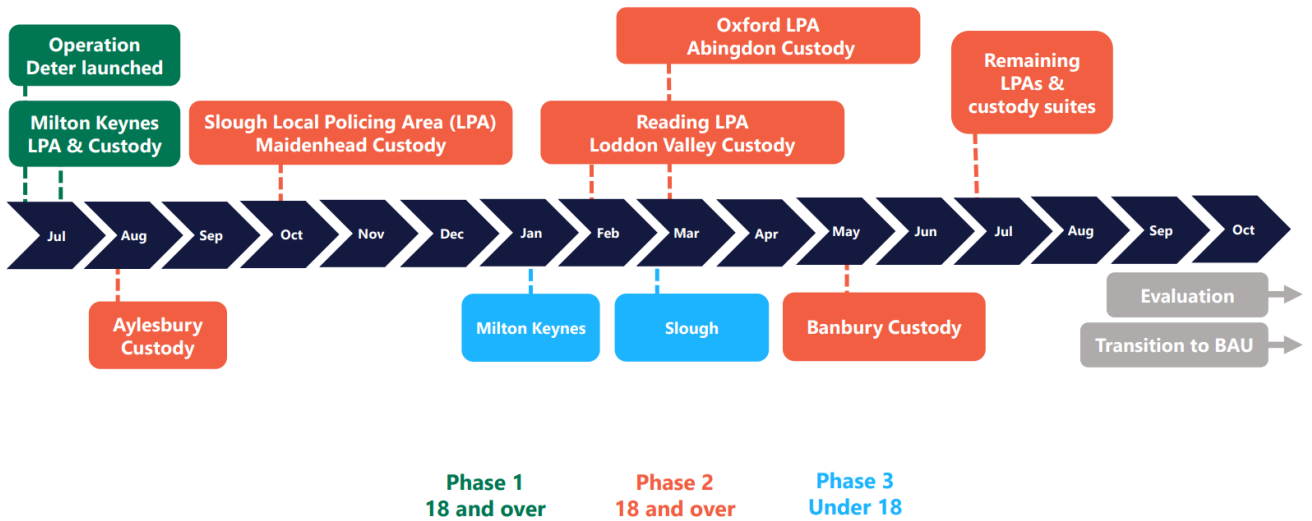 Operation
Deter launched
Oxford LPA
Abingdon Custody
Remaining
LPAs &
custody suites
Milton Keynes
LPA & Custody
Slough Local Policing Area (LPA)
Maidenhead Custody
Reading LPA
Loddon Valley Custody
Jul Aug Sep Oct Nov Dec Jan Feb Mar Apr May Jun Jul Aug Sep Oct
Aylesbury
Custody
Milton Keynes
Slough
Banbury Custody
Evaluation
Transition to BAU
Phase 1
18 and over
Phase 2
18 and over
Phase 3
Under 18